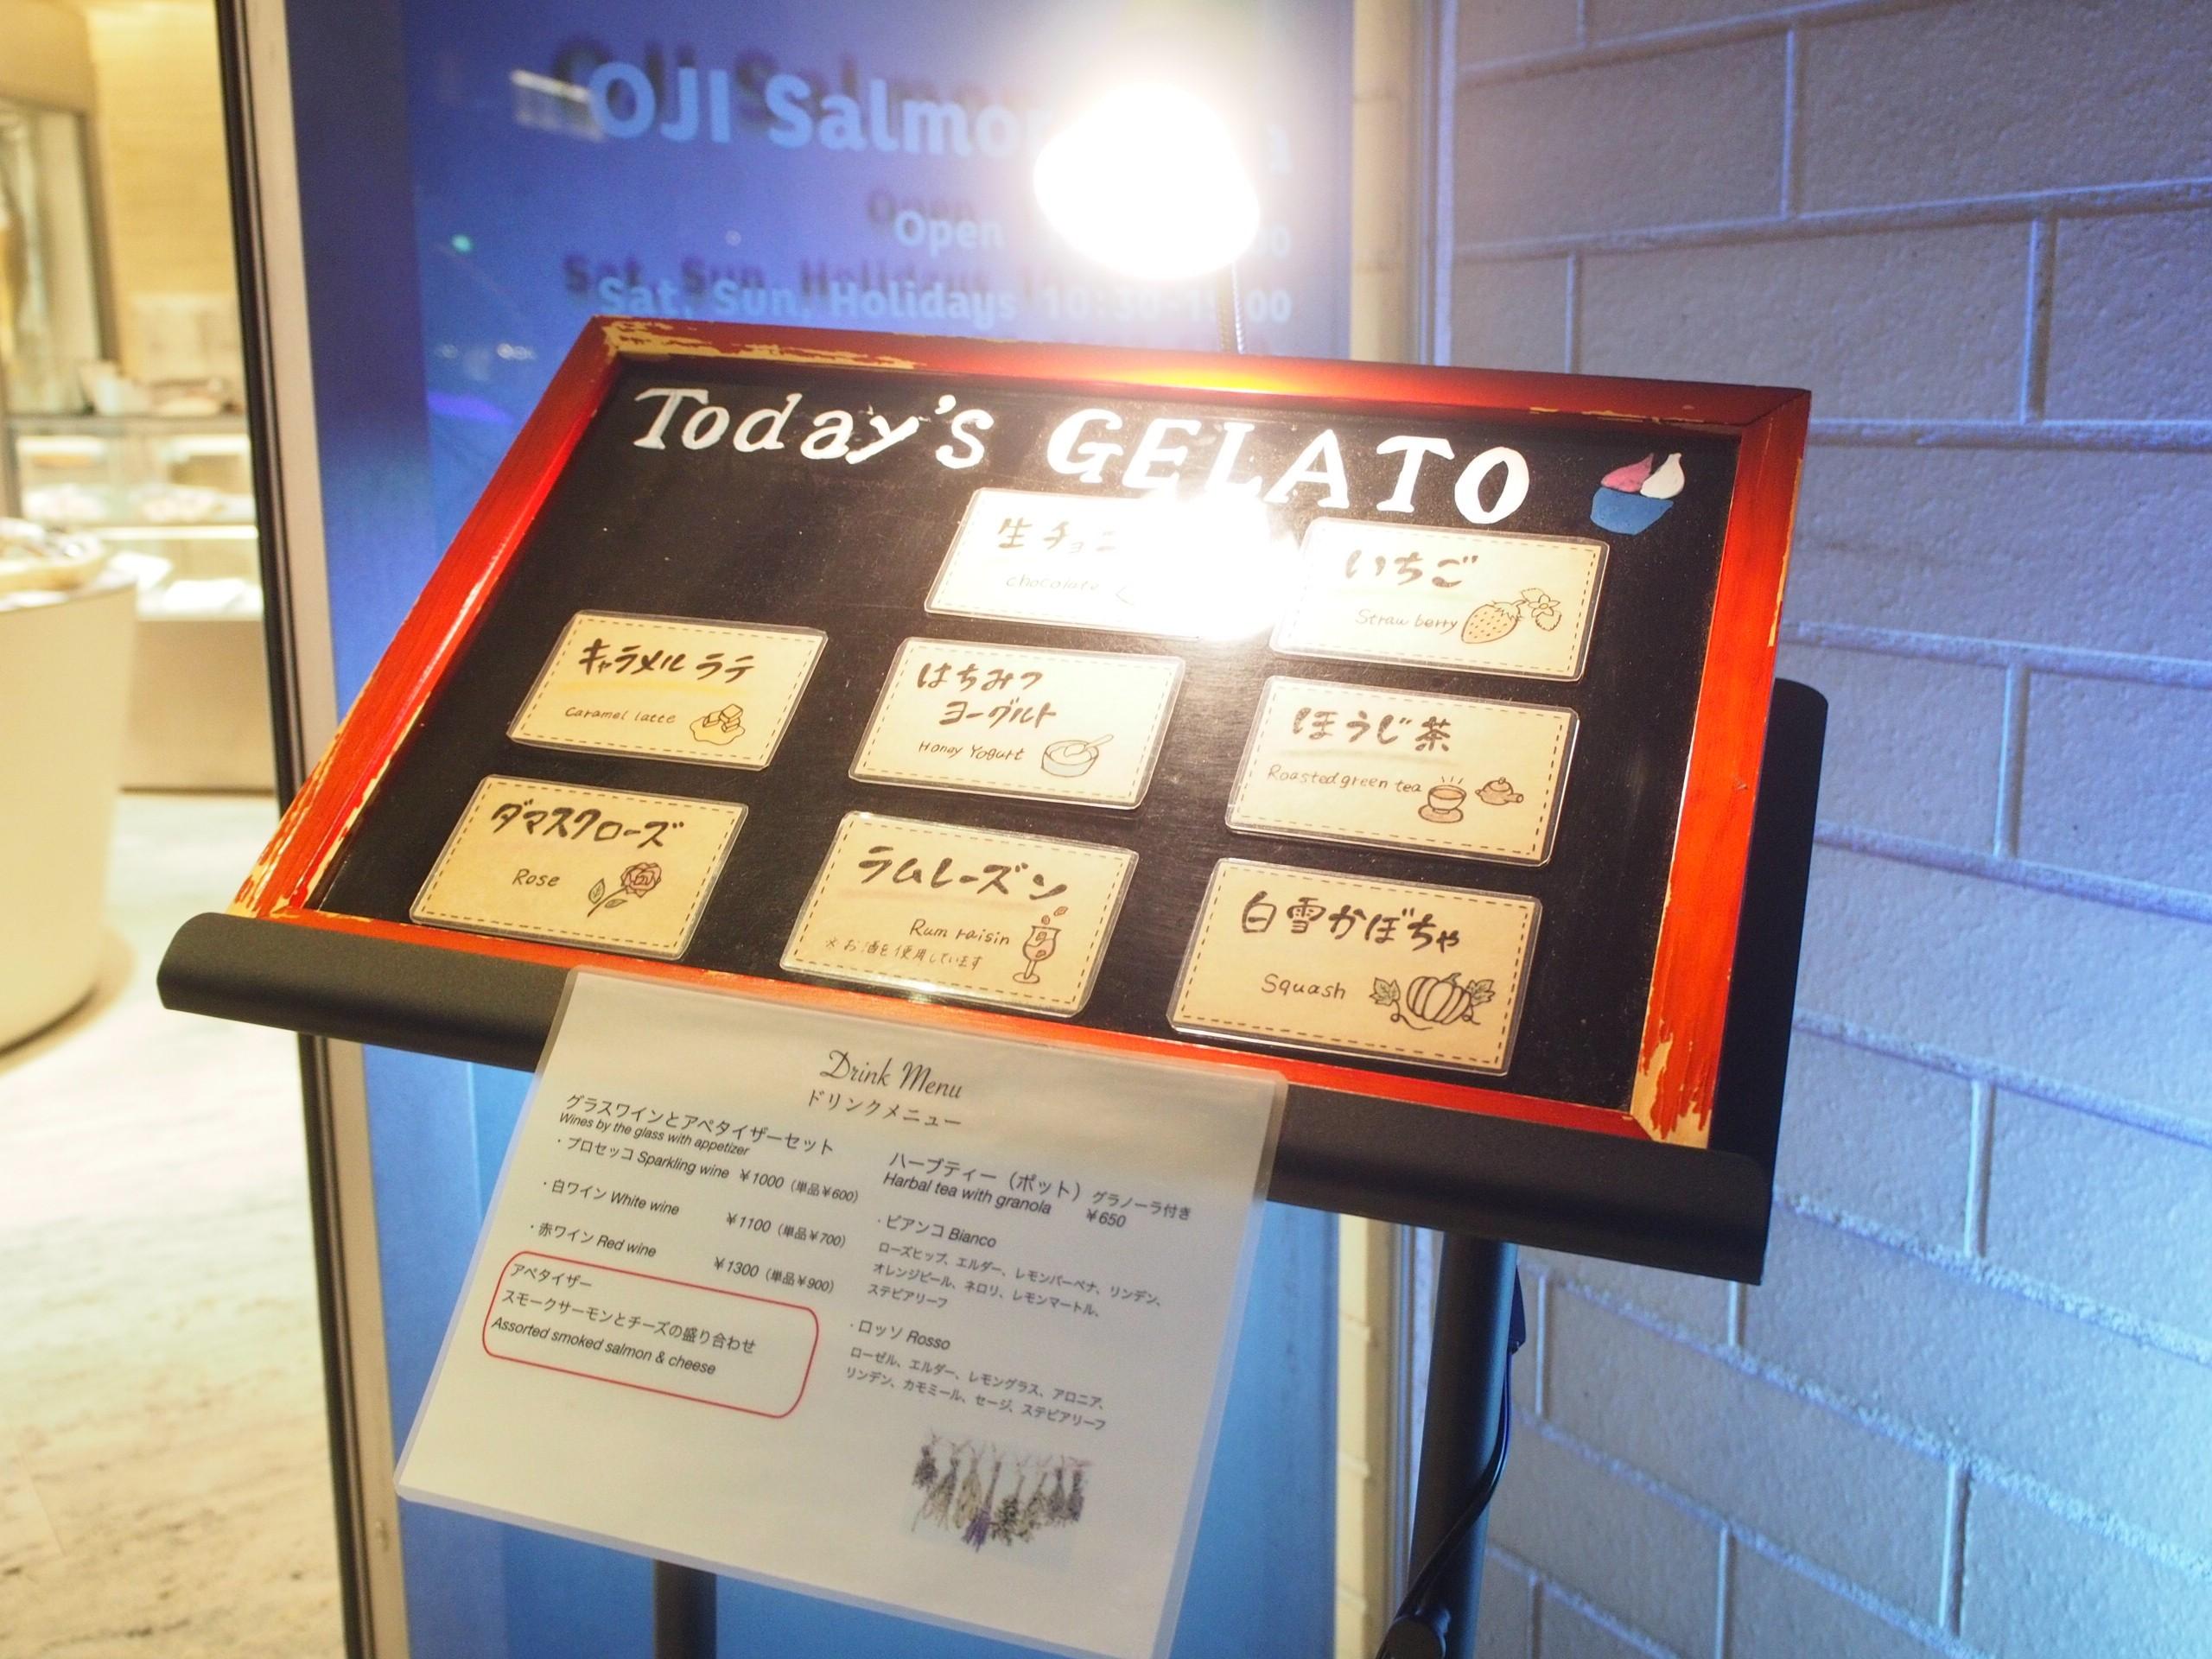 OJI Salmon
Open
Sat, Sun, Holidays 10:30-19:00
Today's GELATO
生チョコ
chocolate
いちご
Strawberry
キャラメルラテ
Caramel latte
はちみつ
ヨーグルト
Honey Yogurt
ほうじ茶
Roasted green tea
ダマスクローズ
Rose
ラムレーズン
Rum raisin
※お酒を使用しています
白雪かぼちゃ
Squash
Drink Menu
ドリンクメニュー
グラスワインとアペタイザーセット
Wines by the glass with appetizer
・プロセッコ Sparkling wine ¥1000（単品¥600）
・白ワイン White wine ¥1100（単品¥700）
・赤ワイン Red wine ¥1300（単品¥900）
アペタイザー
スモークサーモンとチーズの盛り合わせ
Assorted smoked salmon & cheese
ハーブティー（ポット）グラノーラ付き
Harbal tea with granola ¥650
・ビアンコ Bianco
ローズヒップ、エルダー、レモンバーベナ、リンデン、
オレンジピール、ネロリ、レモンマートル、
ステビアリーフ
・ロッソ Rosso
ローゼル、エルダー、レモングラス、アロニア、
リンデン、カモミール、セージ、ステビアリーフ